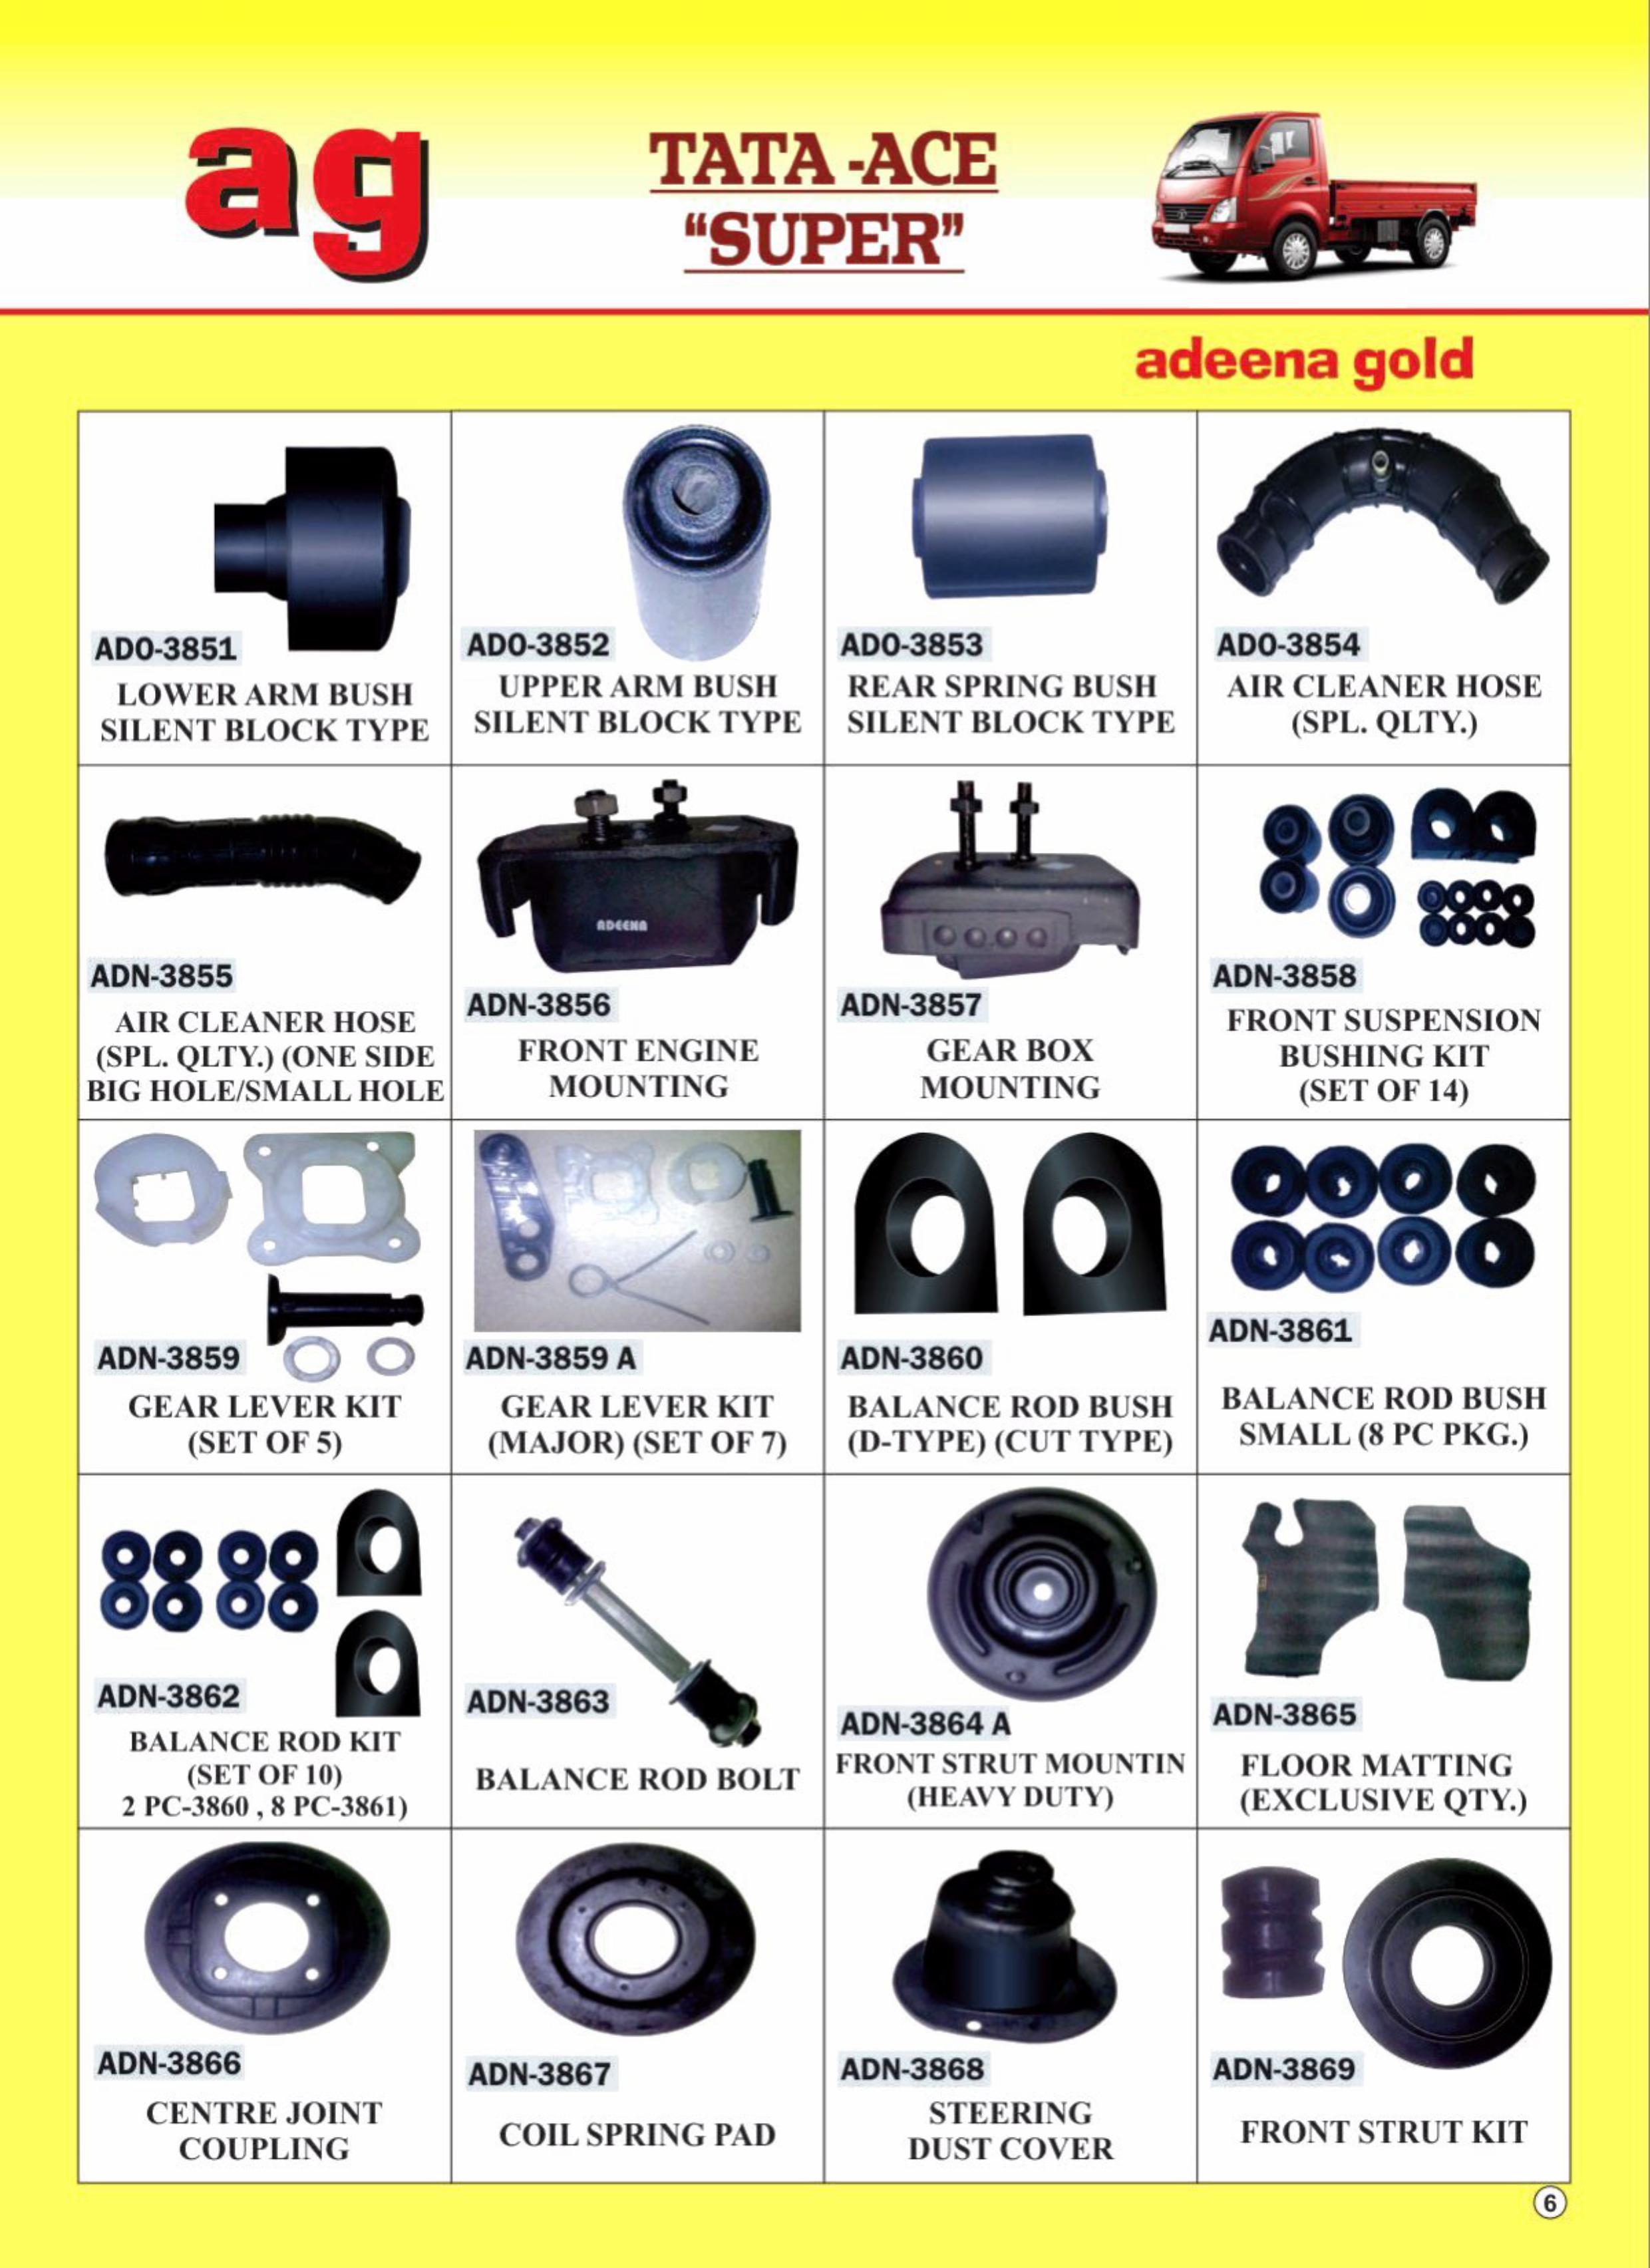 ag
TATA -ACE
“SUPER”
adeena gold
ADO-3851
LOWER ARM BUSH
SILENT BLOCK TYPE
ADO-3852
UPPER ARM BUSH
SILENT BLOCK TYPE
ADO-3853
REAR SPRING BUSH
SILENT BLOCK TYPE
ADO-3854
AIR CLEANER HOSE
(SPL. QLTY.)
ADN-3855
AIR CLEANER HOSE
(SPL. QLTY.) (ONE SIDE
BIG HOLE/SMALL HOLE
ADEENA
ADN-3856
FRONT ENGINE
MOUNTING
ADN-3857
GEAR BOX
MOUNTING
ADN-3858
FRONT SUSPENSION
BUSHING KIT
(SET OF 14)
ADN-3859
GEAR LEVER KIT
(SET OF 5)
ADN-3859 A
GEAR LEVER KIT
(MAJOR) (SET OF 7)
ADN-3860
BALANCE ROD BUSH
(D-TYPE) (CUT TYPE)
ADN-3861
BALANCE ROD BUSH
SMALL (8 PC PKG.)
ADN-3862
BALANCE ROD KIT
(SET OF 10)
2 PC-3860 , 8 PC-3861)
ADN-3863
BALANCE ROD BOLT
ADN-3864 A
FRONT STRUT MOUNTIN
(HEAVY DUTY)
ADN-3865
FLOOR MATTING
(EXCLUSIVE QTY.)
ADN-3866
CENTRE JOINT
COUPLING
ADN-3867
COIL SPRING PAD
ADN-3868
STEERING
DUST COVER
ADN-3869
FRONT STRUT KIT
6